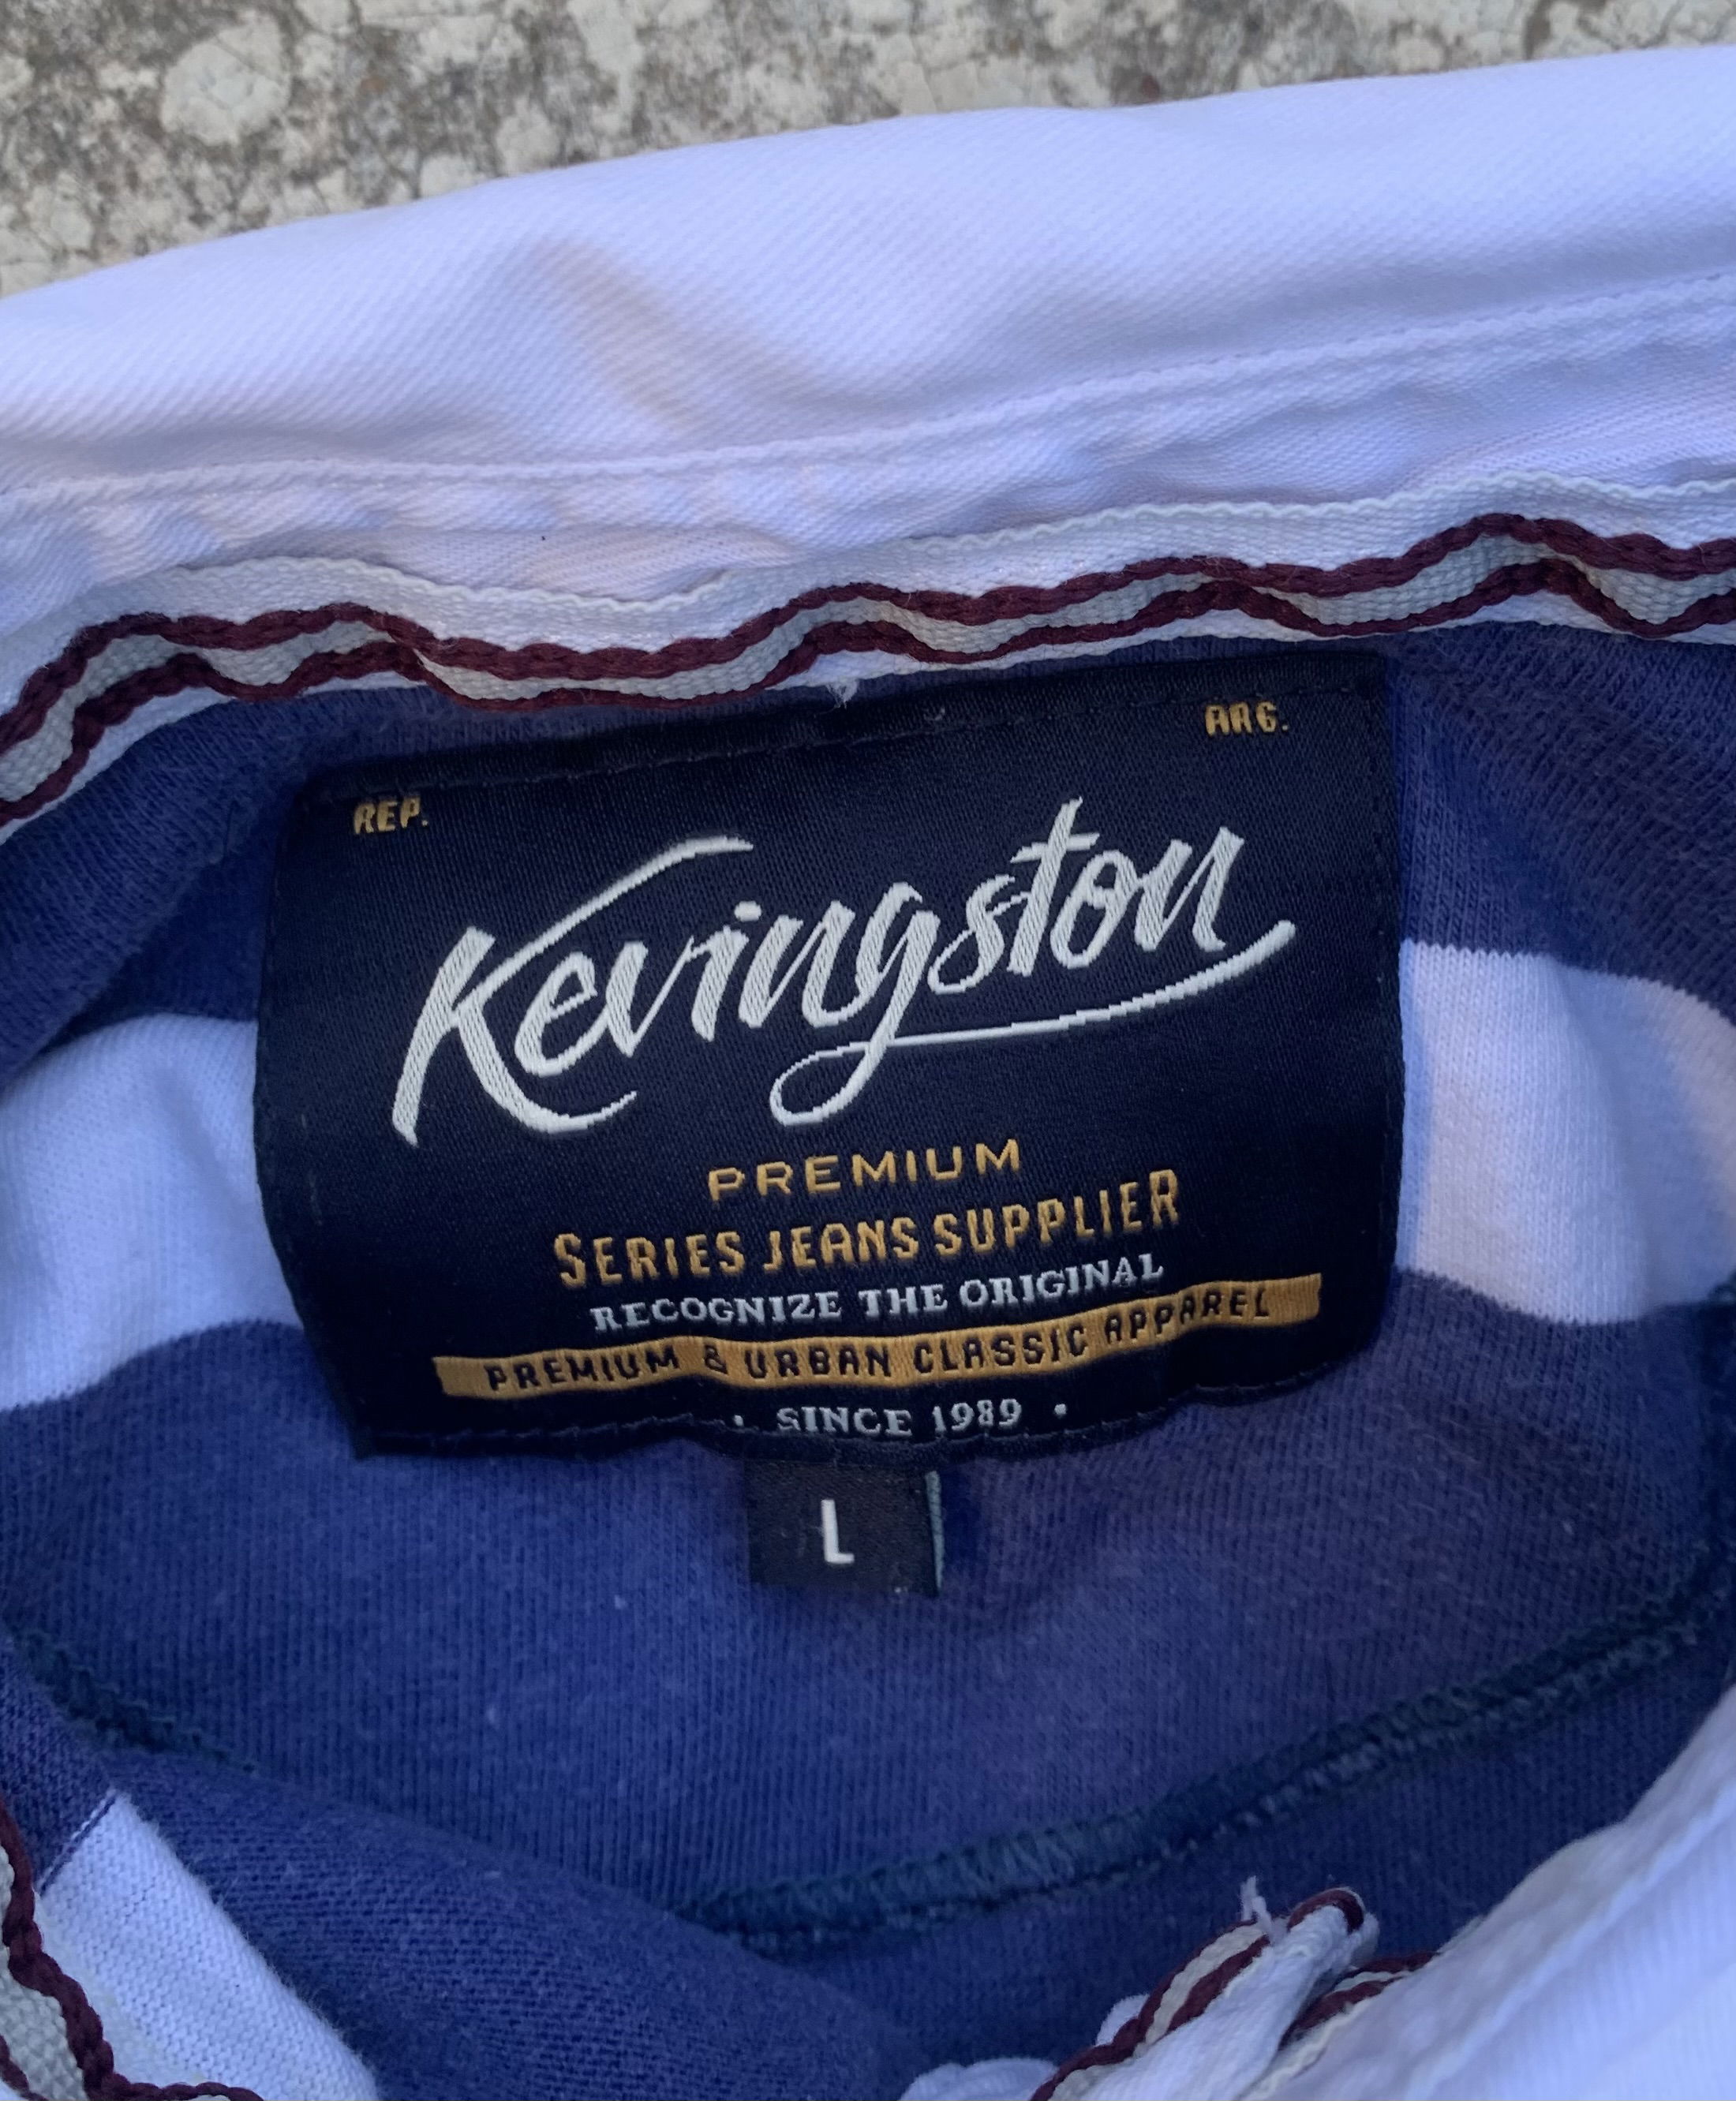 REP. ARG.
Kevingston
PREMIUM
SERIES JEANS SUPPLIER
RECOGNIZE THE ORIGINAL
PREMIUM & URBAN CLASSIC APPAREL
. SINCE 1989 .
L